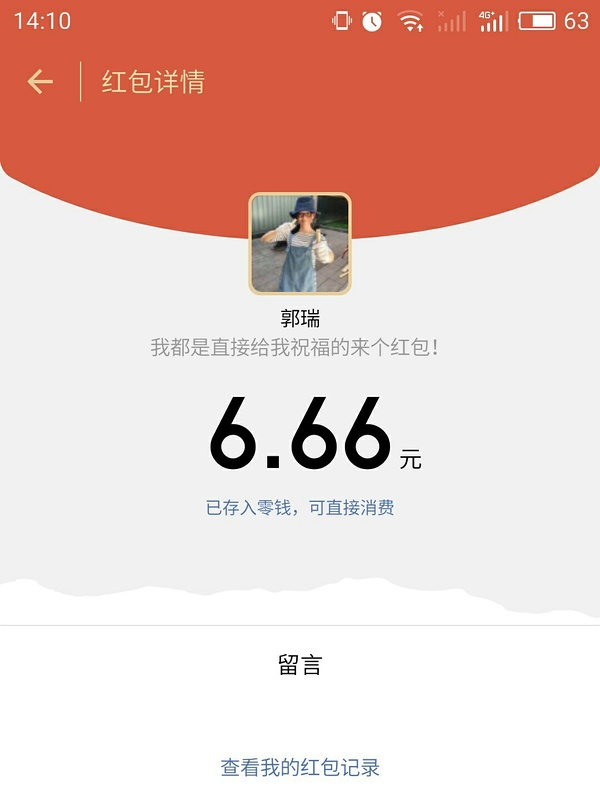 14:10 4G+ 63
红包详情
郭瑞
我都是直接给我祝福的来个红包!
6.66元
已存入零钱，可直接消费
留言
查看我的红包记录